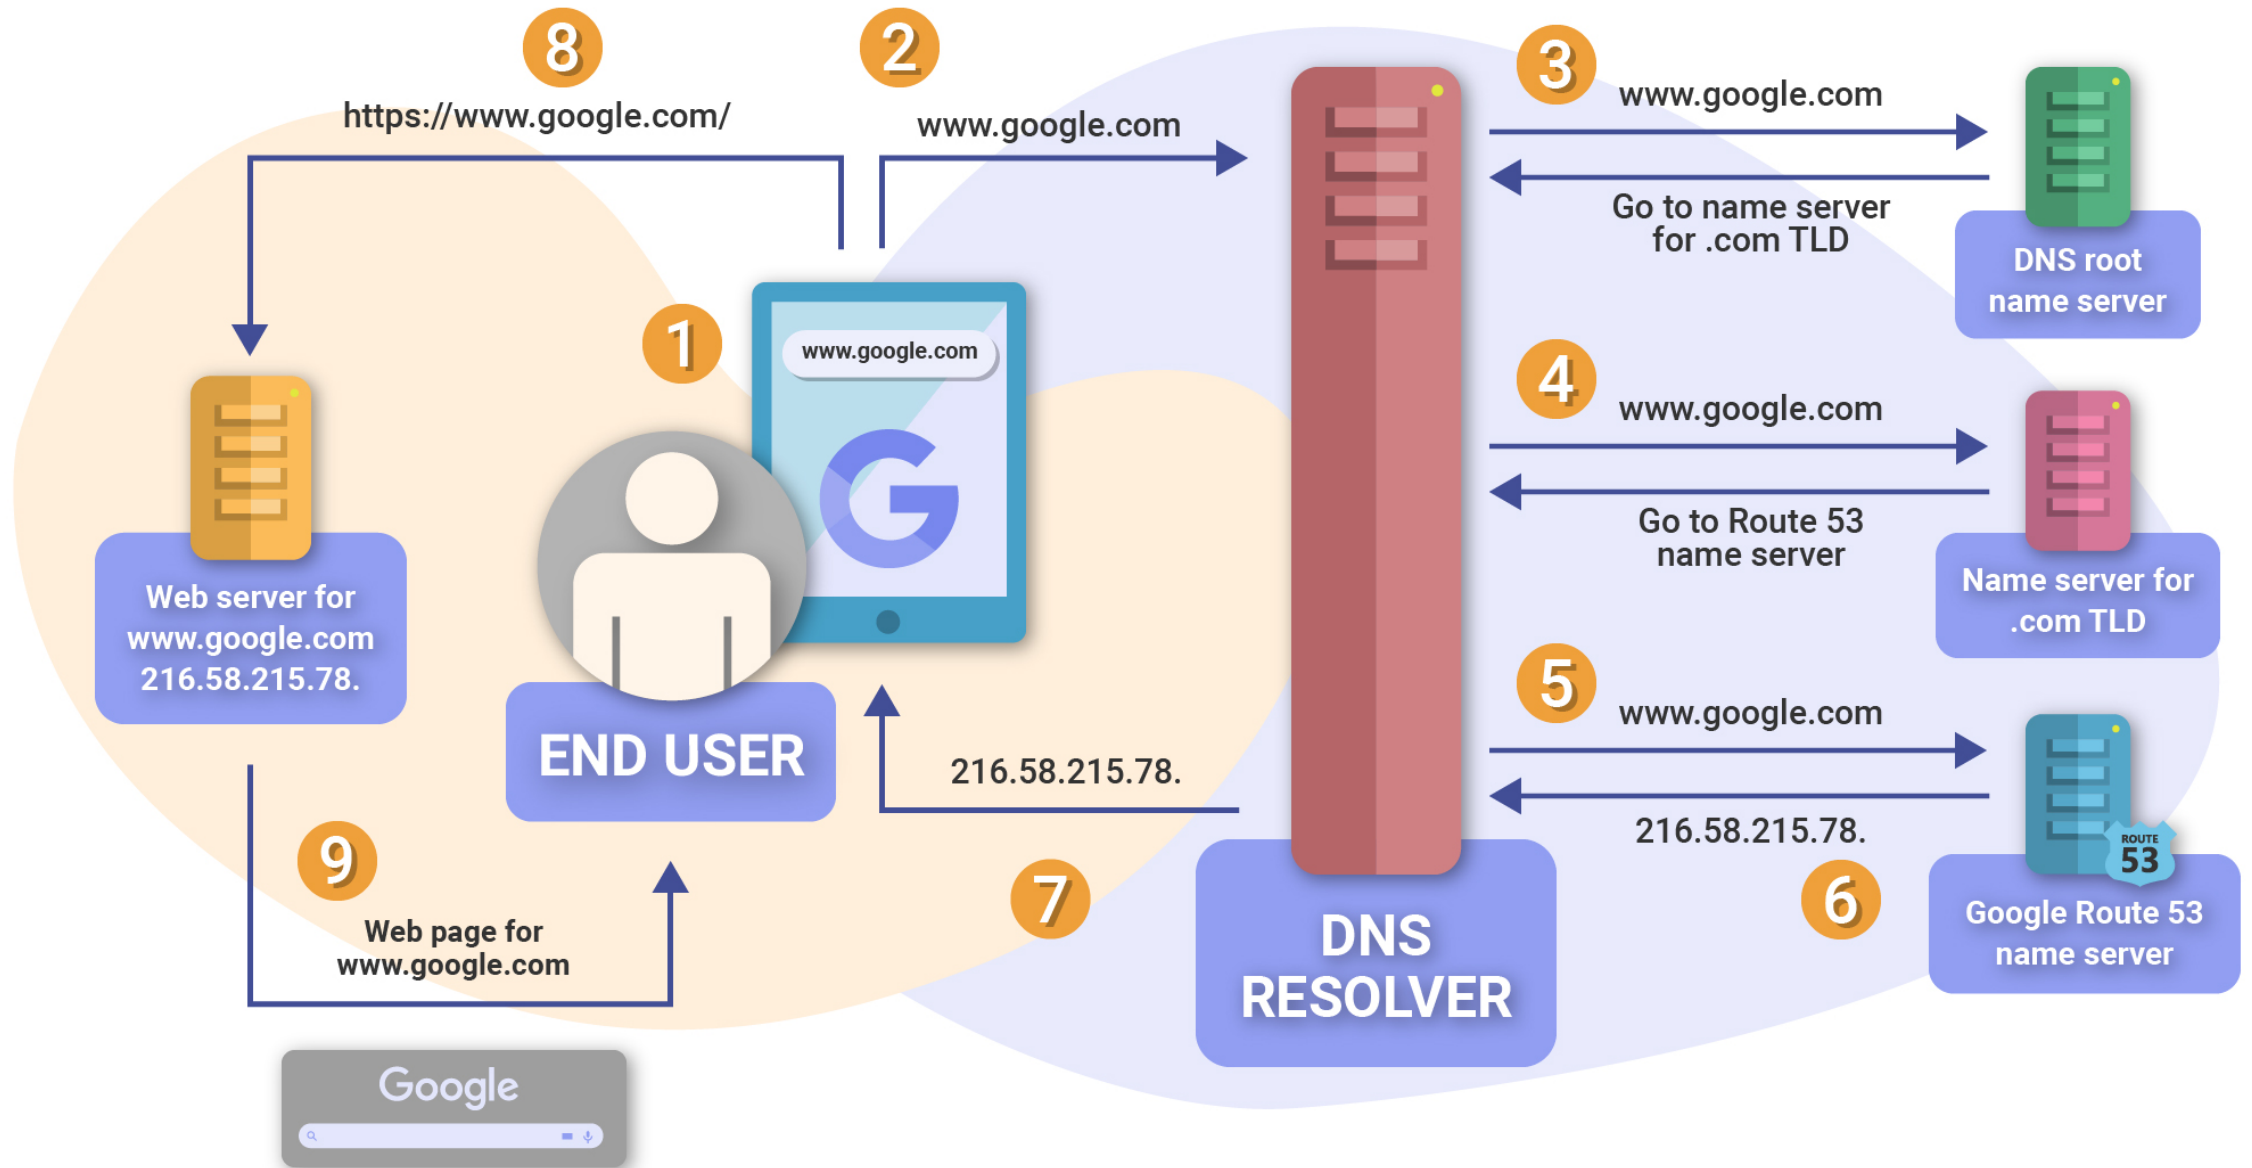 8
https://www.google.com/
2
www.google.com
3
www.google.com
Go to name server
for .com TLD
DNS root
name server
1
www.google.com
G
4
www.google.com
Go to Route 53
name server
Name server for
.com TLD
Web server for
www.google.com
216.58.215.78.
END USER
5
www.google.com
216.58.215.78.
6
ROUTE
53
Google Route 53
name server
216.58.215.78.
7
DNS
RESOLVER
9
Web page for
www.google.com
Google